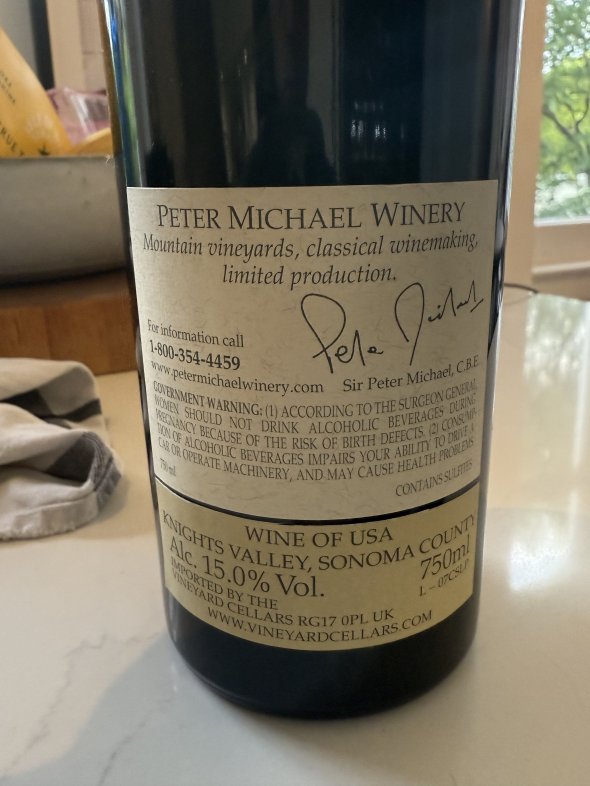 PETER MICHAEL WINERY
Mountain vineyards, classical winemaking,
limited production.
For information call
1-800-354-4459
www.petermichaelwinery.com
Pete Michael
Sir Peter Michael, C.B.E.
GOVERNMENT WARNING: (1) ACCORDING TO THE SURGEON GENERAL,
WOMEN SHOULD NOT DRINK ALCOHOLIC BEVERAGES DURING
PREGNANCY BECAUSE OF THE RISK OF BIRTH DEFECTS. (2) CONSUMP-
TION OF ALCOHOLIC BEVERAGES IMPAIRS YOUR ABILITY TO DRIVE A
CAR OR OPERATE MACHINERY, AND MAY CAUSE HEALTH PROBLEMS.
750 ml
CONTAINS SULFITES
WINE OF USA
KNIGHTS VALLEY, SONOMA COUNTY
Alc. 15.0% Vol.
750ml
L - 07CSLP
IMPORTED BY THE
VINEYARD CELLARS RG17 0PL UK
WWW.VINEYARDCELLARS.COM